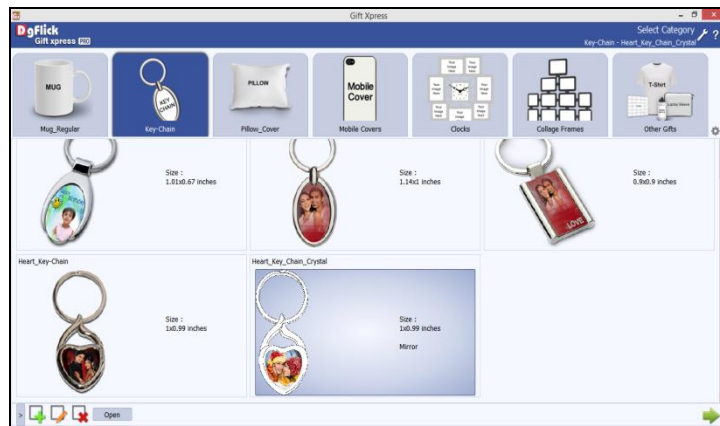 Gift Xpress
DgFlick
Gift xpress PRO
Select Category
Key-Chain - Heart_Key_Chain_Crystal
?
MUG
KEY CHAIN
PILLOW
Mobile
Cover
T-Shirt
Mug_Regular
Key-Chain
Pillow_Cover
Mobile Covers
Clocks
Collage Frames
Other Gifts
Size :
1.01x0.67 inches
Size :
1.14x1 inches
LOVE
Size :
0.9x0.9 inches
Heart_Key-Chain
Size :
1x0.99 inches
Heart_Key_Chain_Crystal
Size :
1x0.99 inches
Mirror
> Open